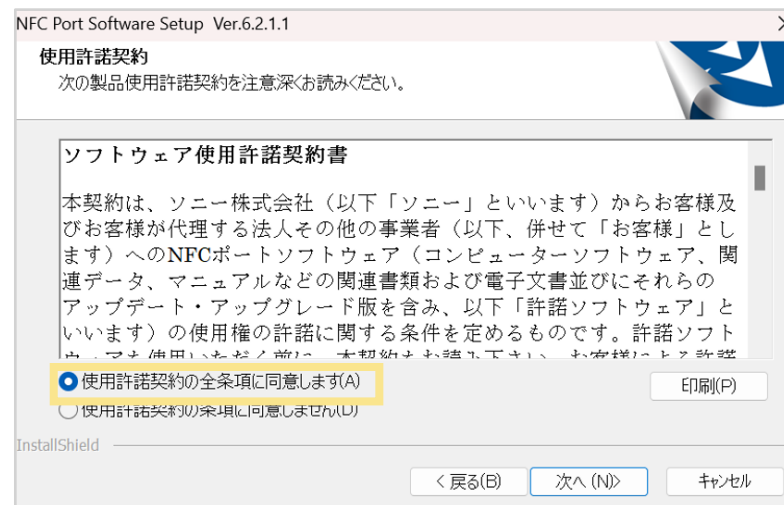 NFC Port Software Setup Ver.6.2.1.1
使用許諾契約
次の製品使用許諾契約を注意深くお読みください。
ソフトウェア使用許諾契約書
本契約は、ソニー株式会社（以下「ソニー」といいます）からお客様及
びお客様が代理する法人その他の事業者（以下、併せて「お客様」とし
ます）へのNFCポートソフトウェア（コンピューターソフトウェア、関
連データ、マニュアルなどの関連書類および電子文書並びにそれらの
アップデート・アップグレード版を含み、以下「許諾ソフトウェア」と
いいます）の使用権の許諾に関する条件を定めるものです。許諾ソフト
使用許諾契約の全条項に同意します(A)
印刷(P)
使用許諾契約の条項に同意しません(D)
InstallShield
< 戻る(B)
次へ (N)>
キャンセル